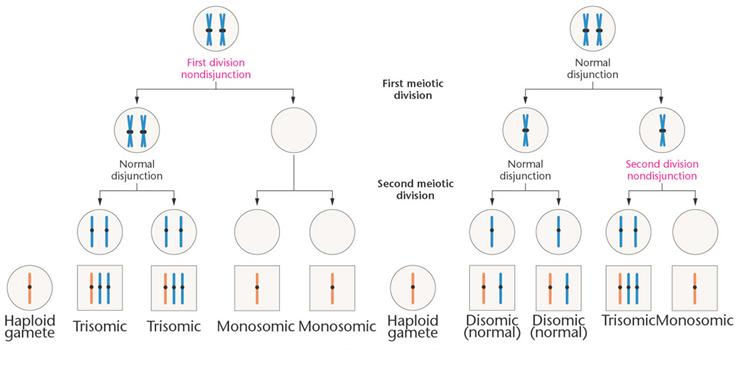 First division
nondisjunction
First meiotic
division
Normal
disjunction
Normal
disjunction
Second meiotic
division
Normal
disjunction
Second division
nondisjunction
Haploid
gamete
Trisomic
Trisomic
Monosomic
Monosomic
Haploid
gamete
Disomic
(normal)
Disomic
(normal)
Trisomic
Monosomic